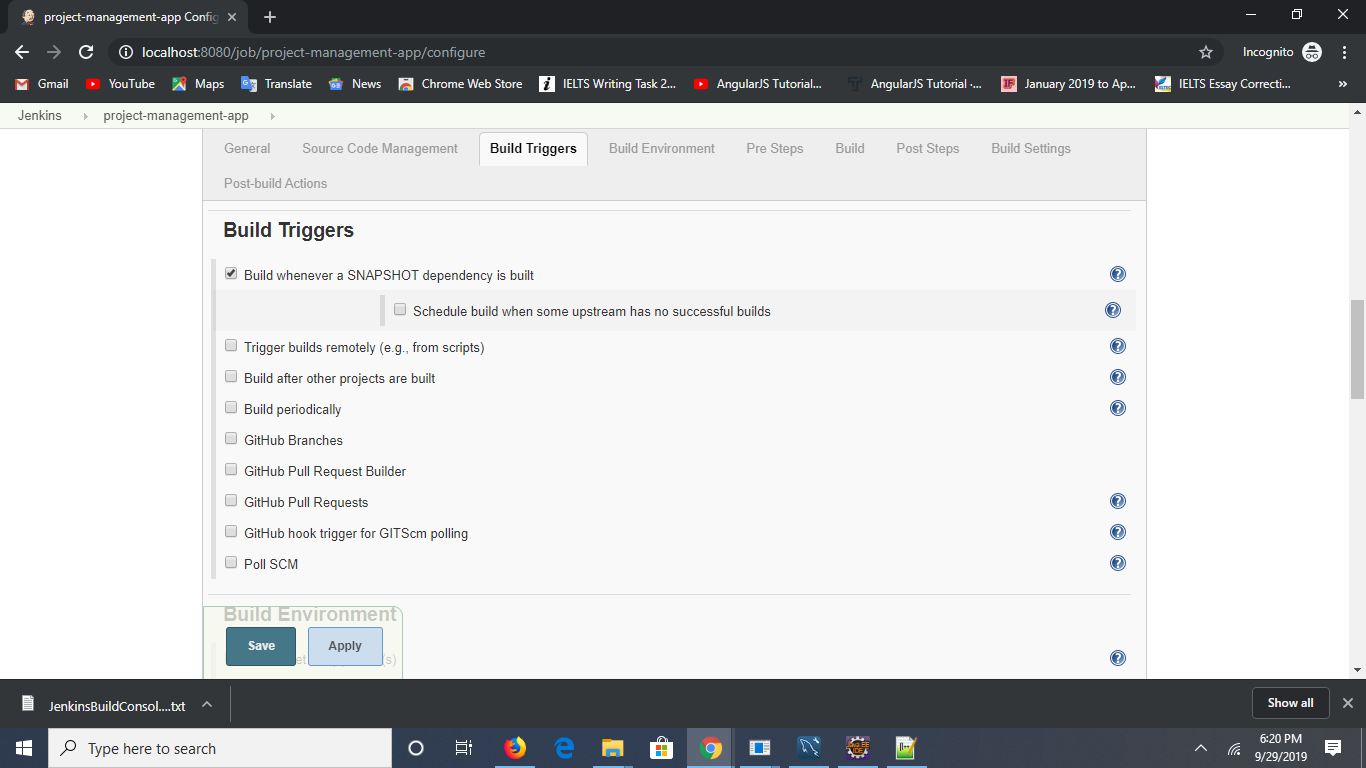 project-management-app Config
localhost:8080/job/project-management-app/configure
Incognito
Gmail YouTube Maps Translate News Chrome Web Store IELTS Writing Task 2... AngularJS Tutorial... AngularJS Tutorial -... January 2019 to Ap... IELTS Essay Correcti... »
Jenkins project-management-app
General Source Code Management Build Triggers Build Environment Pre Steps Build Post Steps Build Settings
Post-build Actions
Build Triggers
Build whenever a SNAPSHOT dependency is built
Schedule build when some upstream has no successful builds
Trigger builds remotely (e.g., from scripts)
Build after other projects are built
Build periodically
GitHub Branches
GitHub Pull Request Builder
GitHub Pull Requests
GitHub hook trigger for GITScm polling
Poll SCM
Build Environment
Save Apply
JenkinsBuildConsol....txt Show all
Type here to search
6:20 PM
9/29/2019